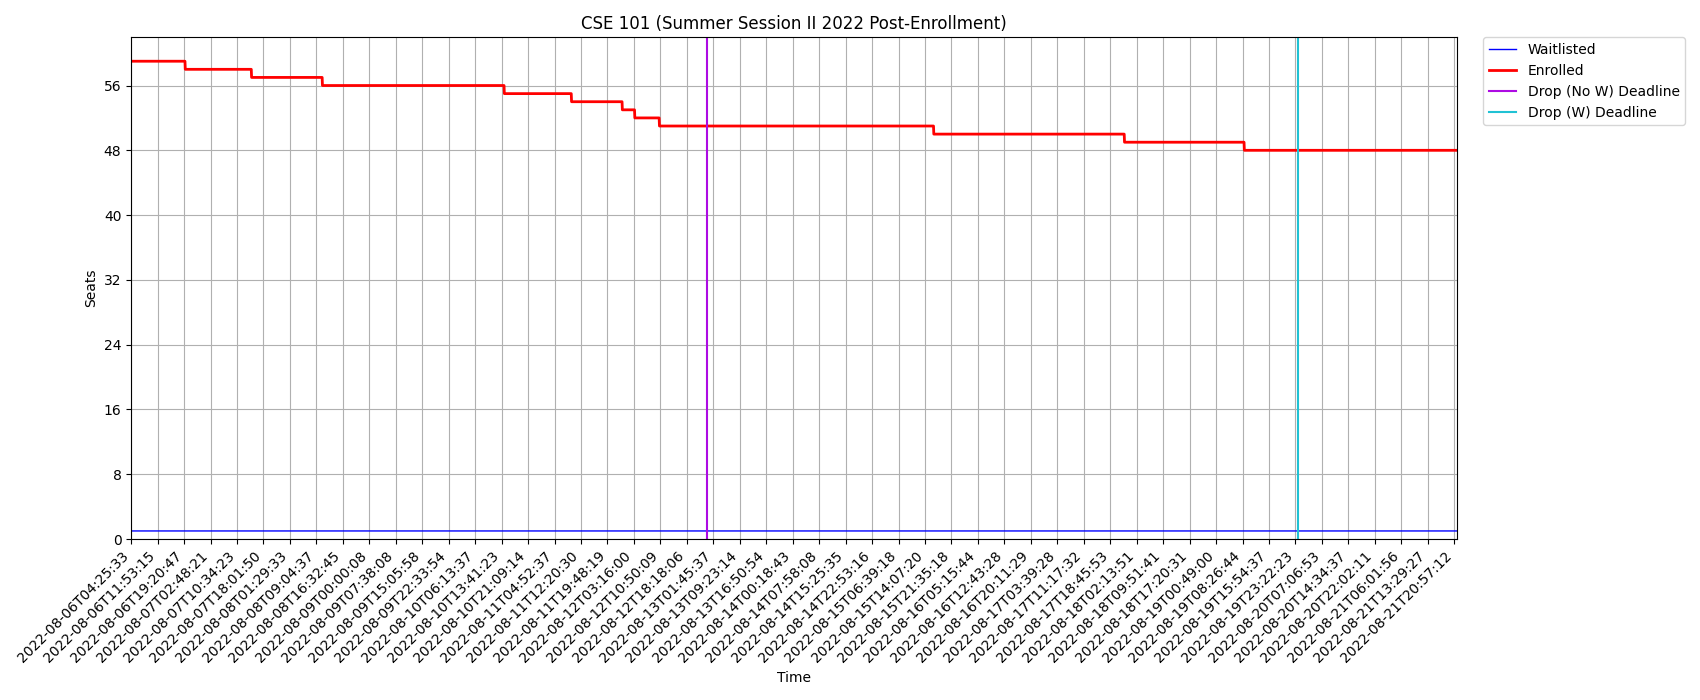 CSE 101 (Summer Session II 2022 Post-Enrollment)
Waitlisted
Enrolled
Drop (No W) Deadline
Drop (W) Deadline
Seats
56
48
40
32
24
16
8
0
2022-08-06T04:25:33
2022-08-06T11:53:15
2022-08-06T19:20:47
2022-08-07T02:48:21
2022-08-07T10:34:23
2022-08-07T18:01:50
2022-08-08T01:29:33
2022-08-08T09:04:37
2022-08-08T16:32:45
2022-08-09T00:00:08
2022-08-09T07:38:08
2022-08-09T15:05:58
2022-08-09T22:33:54
2022-08-10T06:13:37
2022-08-10T13:41:23
2022-08-10T21:09:14
2022-08-11T04:52:37
2022-08-11T12:20:30
2022-08-11T19:48:19
2022-08-12T03:16:00
2022-08-12T10:50:09
2022-08-12T18:18:06
2022-08-13T01:45:37
2022-08-13T09:23:14
2022-08-13T16:50:54
2022-08-14T00:18:43
2022-08-14T07:58:08
2022-08-14T15:25:35
2022-08-14T22:53:16
2022-08-15T06:39:18
2022-08-15T14:07:20
2022-08-15T21:35:18
2022-08-16T05:15:44
2022-08-16T12:43:28
2022-08-16T20:11:29
2022-08-17T03:39:28
2022-08-17T11:17:32
2022-08-17T18:45:53
2022-08-18T02:13:51
2022-08-18T09:51:41
2022-08-18T17:20:31
2022-08-19T00:49:00
2022-08-19T08:26:44
2022-08-19T15:54:37
2022-08-19T23:22:23
2022-08-20T07:06:53
2022-08-20T14:34:37
2022-08-20T22:02:11
2022-08-21T06:01:56
2022-08-21T13:29:27
2022-08-21T20:57:12
Time